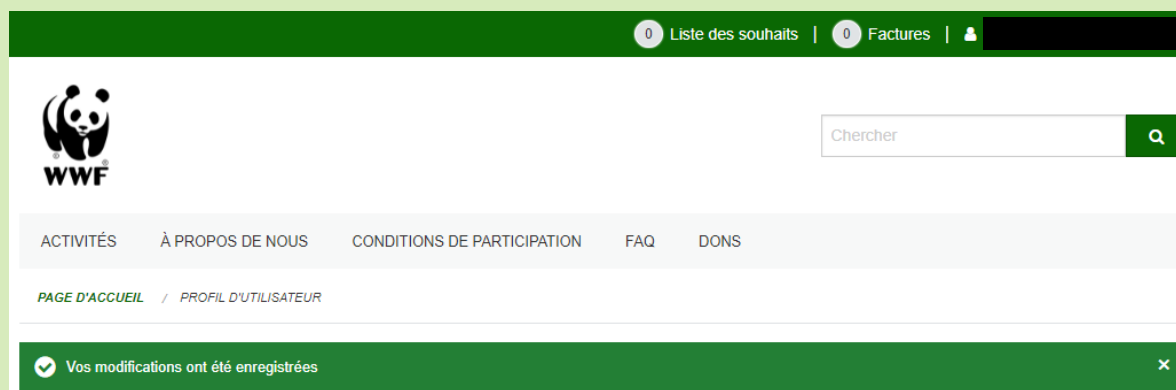 0 Liste des souhaits | 0 Factures |
WWF
Chercher
ACTIVITÉS À PROPOS DE NOUS CONDITIONS DE PARTICIPATION FAQ DONS
PAGE D'ACCUEIL / PROFIL D'UTILISATEUR
Vos modifications ont été enregistrées ×